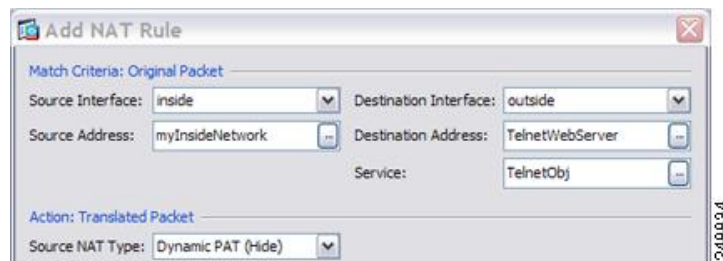 Add NAT Rule
Match Criteria: Original Packet
Source Interface: inside Destination Interface: outside
Source Address: myInsideNetwork ... Destination Address: TelnetWebServer ...
Service: TelnetObj ...
Action: Translated Packet
Source NAT Type: Dynamic PAT (Hide)
248834